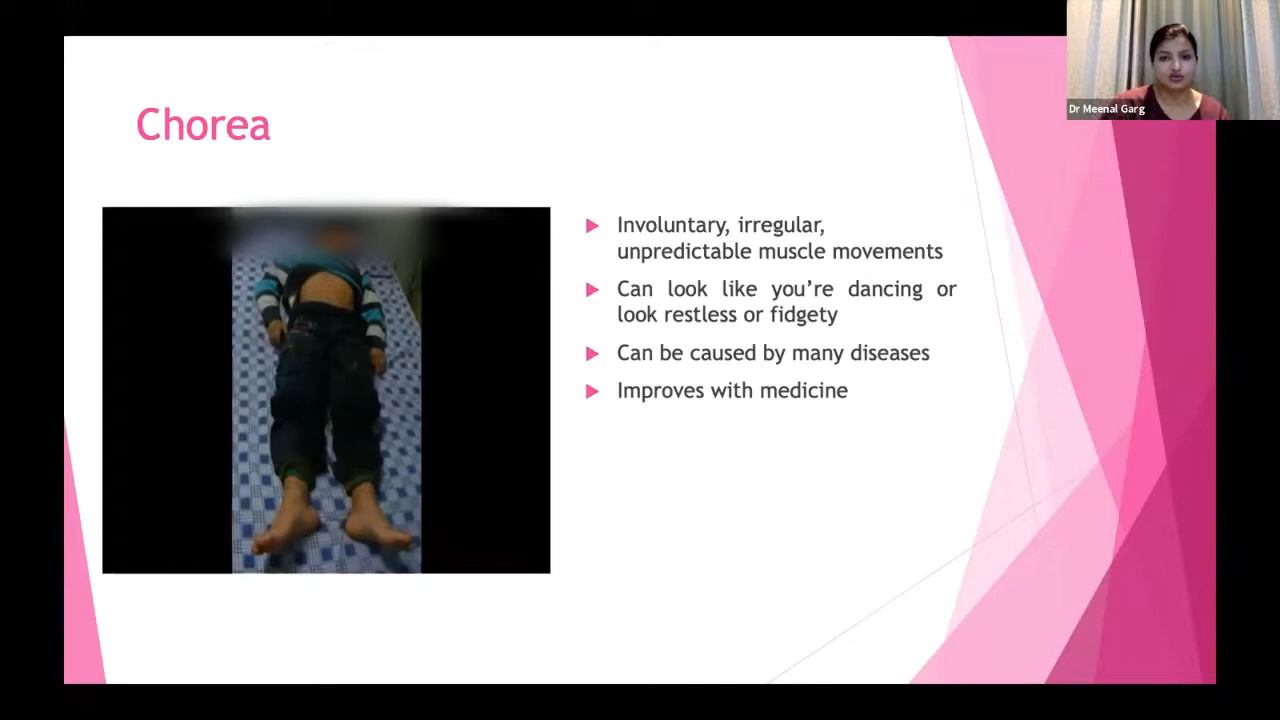 Dr Meenal Garg
Chorea
Involuntary, irregular,
unpredictable muscle movements
Can look like you're dancing or
look restless or fidgety
Can be caused by many diseases
Improves with medicine